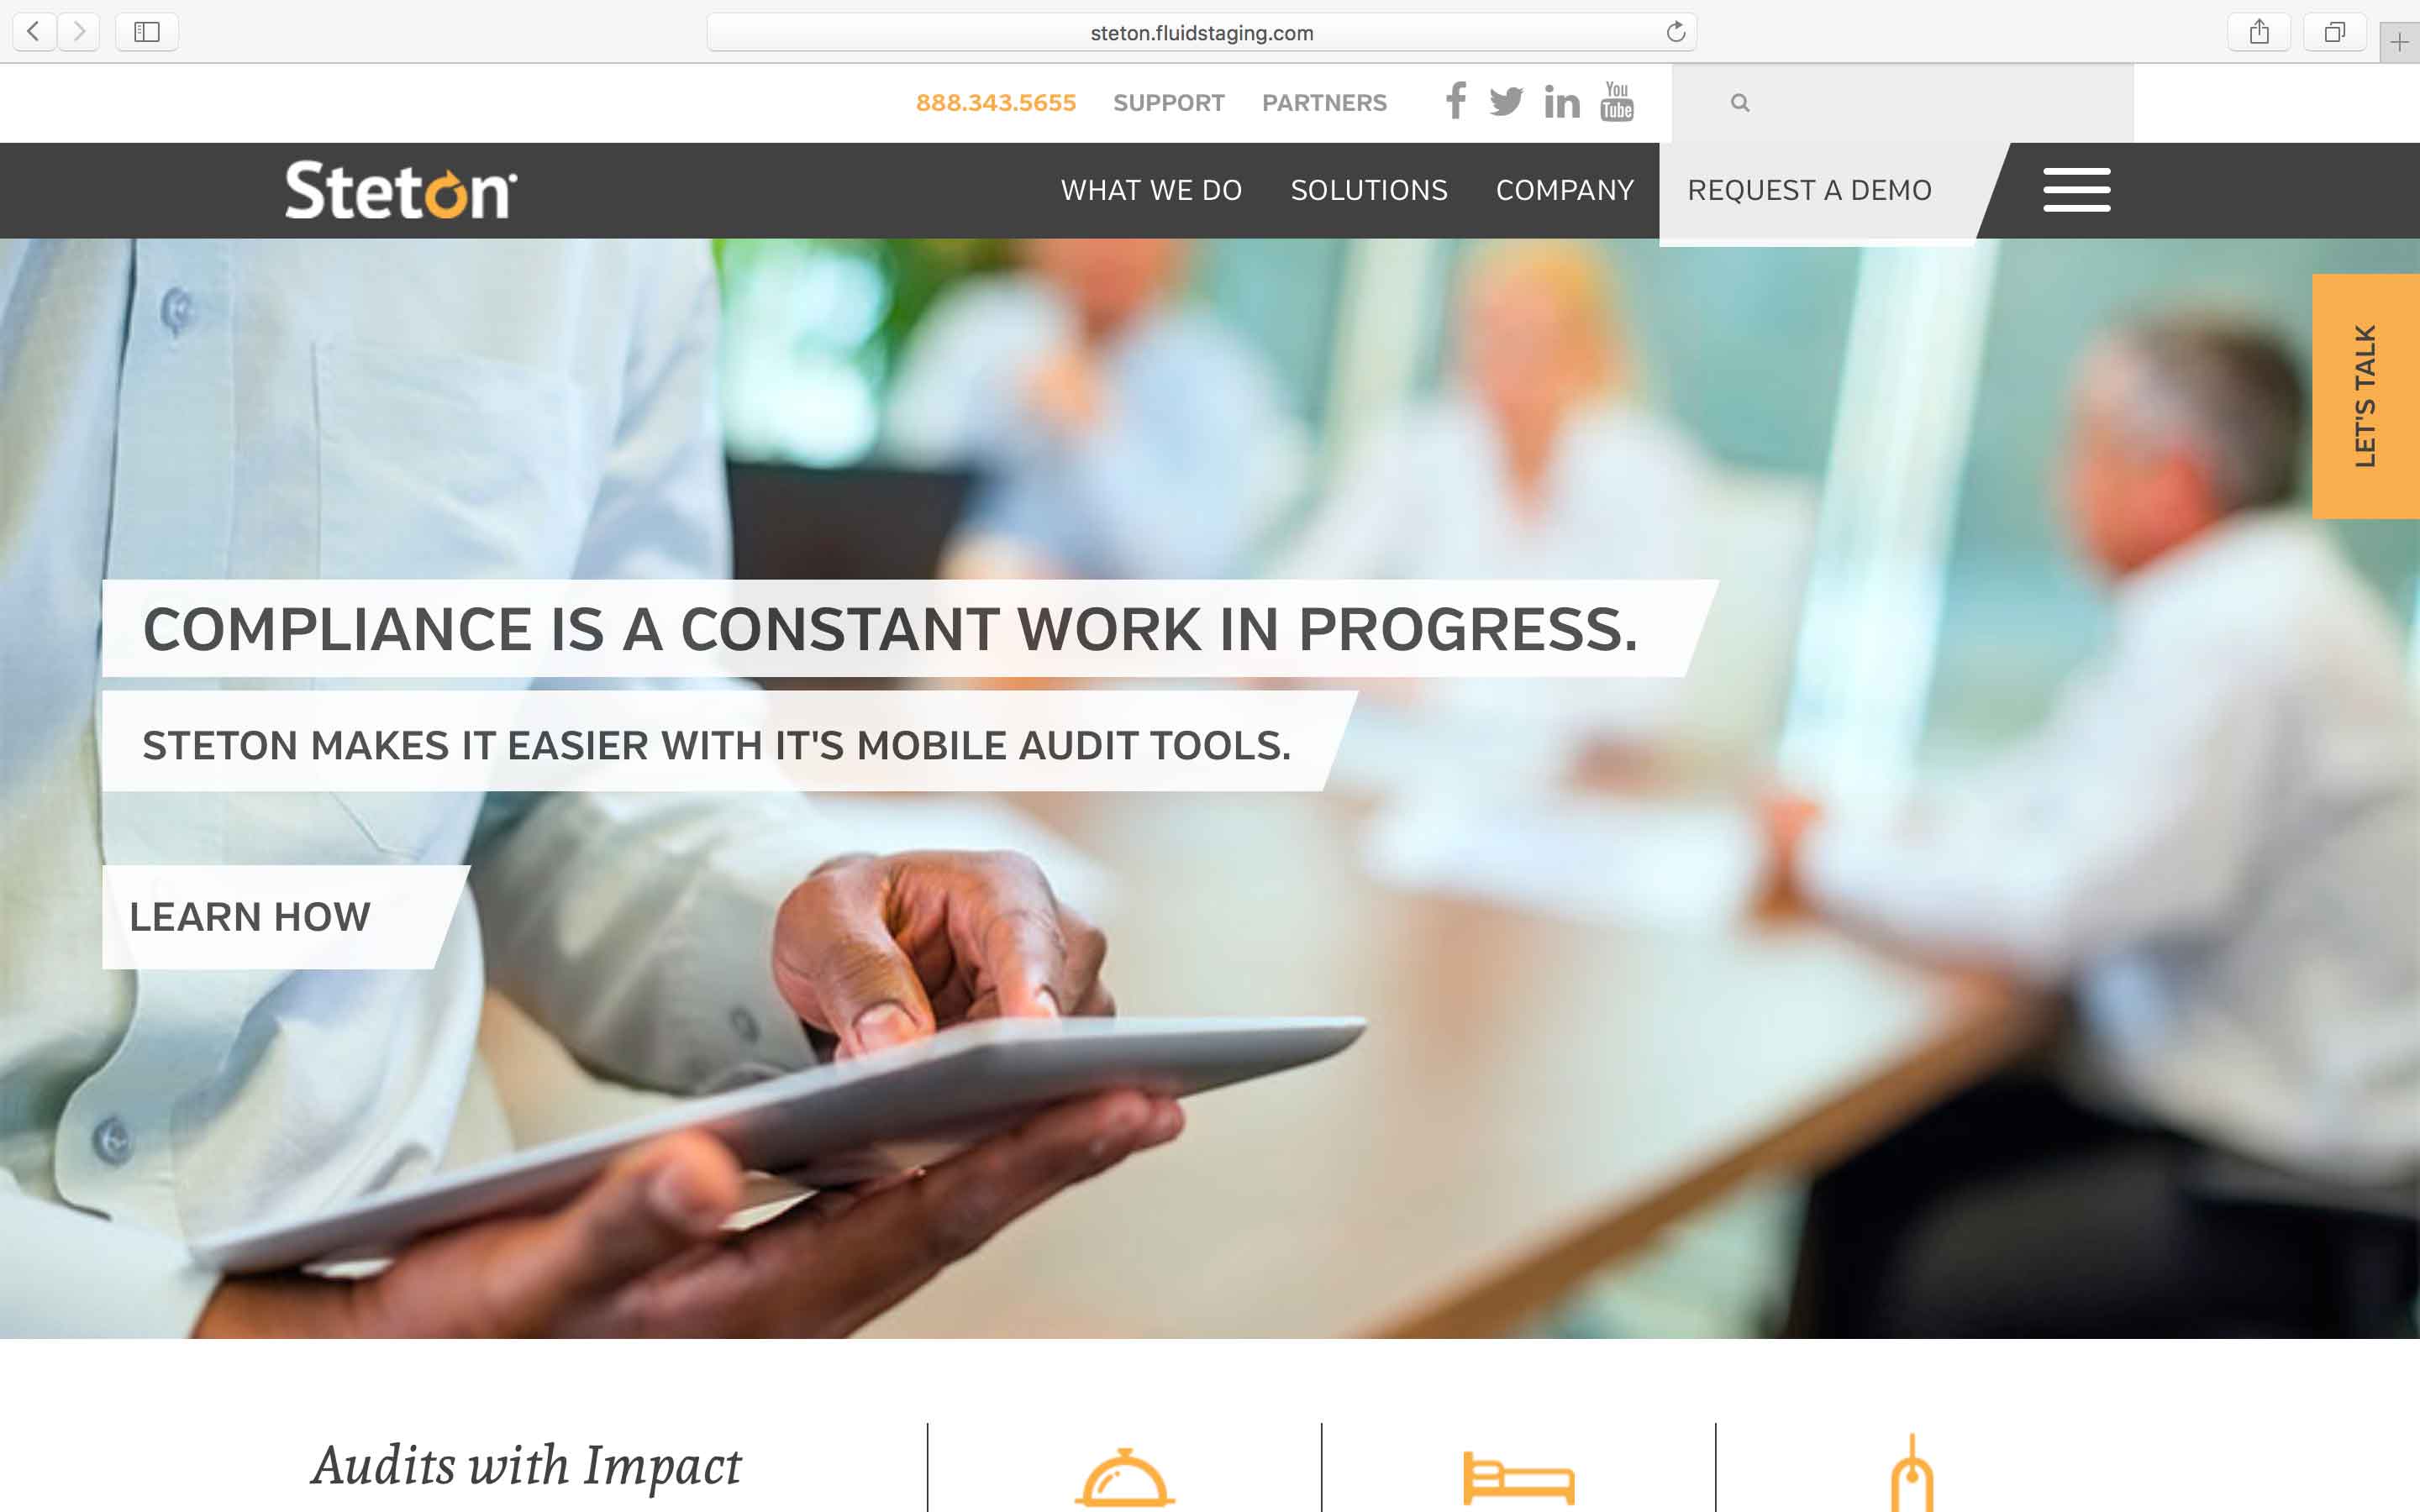 steton.fluidstaging.com
888.343.5655 SUPPORT PARTNERS You Tube
Steton
WHAT WE DO SOLUTIONS COMPANY REQUEST A DEMO
LET'S TALK
COMPLIANCE IS A CONSTANT WORK IN PROGRESS.
STETON MAKES IT EASIER WITH IT'S MOBILE AUDIT TOOLS.
LEARN HOW
Audits with Impact